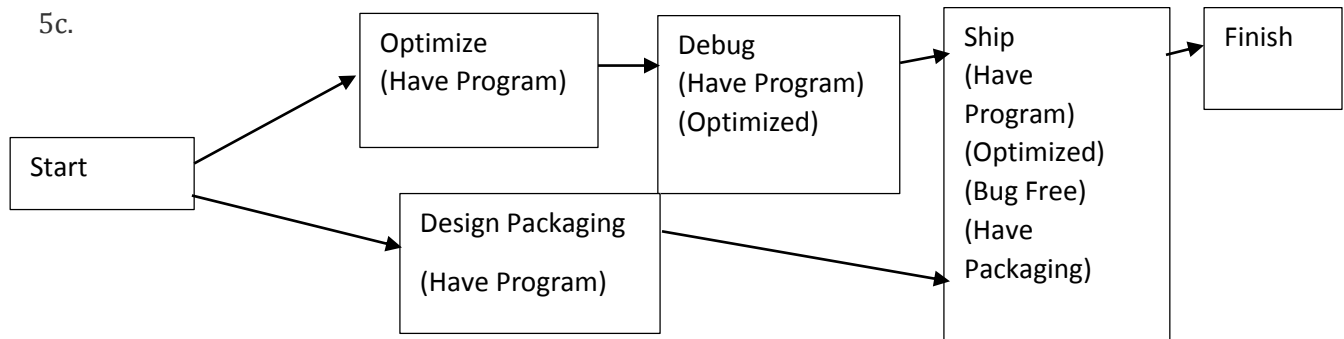 5c.
Start
Optimize
(Have Program)
Debug
(Have Program)
(Optimized)
Design Packaging
(Have Program)
Ship
(Have
Program)
(Optimized)
(Bug Free)
(Have
Packaging)
Finish